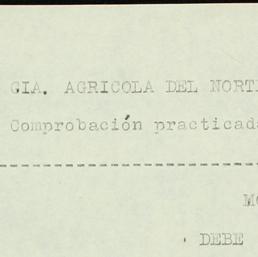 CIA. AGRICOLA DEL NORT
Comprobación practicad
DEBE